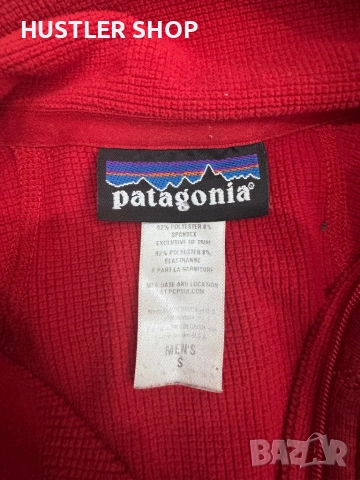 HUSTLER SHOP
patagonia®
92% POLYESTER 8%
SPANDEX
EXCLUSIVE OF TRIM
92% POLYESTER 8%
ELASTHANNE
À PART LA GARNITURE
MFG DATE AND LOCATION
MEN'S
S
BAZAR